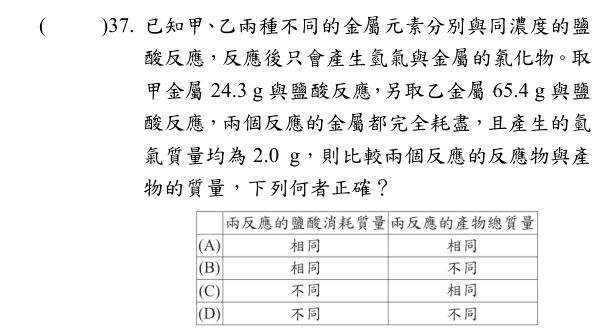 (　　)37. 已知甲、乙兩種不同的金屬元素分別與同濃度的鹽
酸反應，反應後只會產生氫氣與金屬的氯化物。取
甲金屬 24.3 g 與鹽酸反應，另取乙金屬 65.4 g 與鹽
酸反應，兩個反應的金屬都完全耗盡，且產生的氫
氣質量均為 2.0 g，則比較兩個反應的反應物與產
物的質量，下列何者正確？
兩反應的鹽酸消耗質量 兩反應的產物總質量
(A) 相同 相同
(B) 相同 不同
(C) 不同 相同
(D) 不同 不同